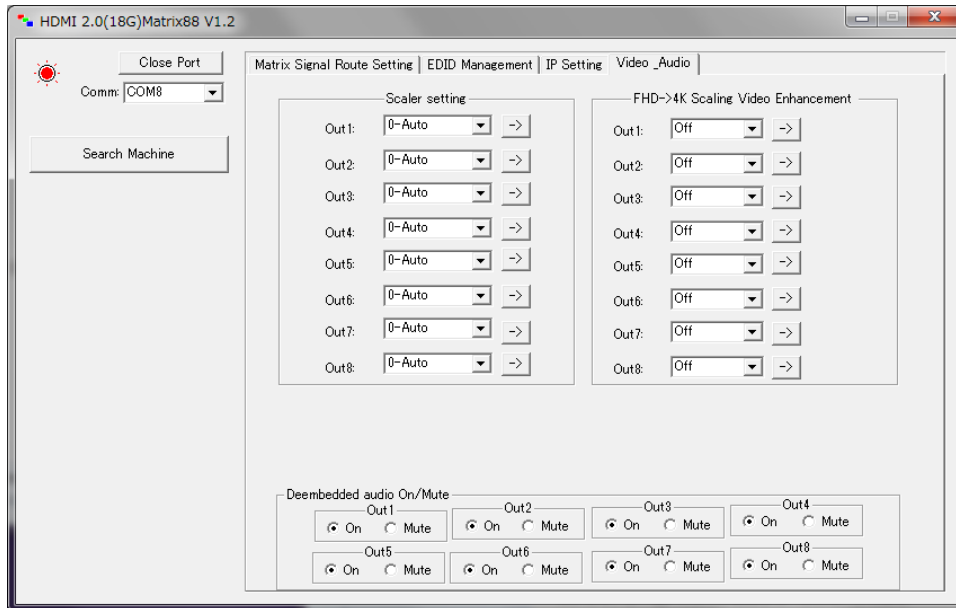 HDMI 2.0(18G)Matrix88 V1.2
Close Port
Comm: COM8
Search Machine
Matrix Signal Route Setting EDID Management IP Setting Video _Audio
Scaler setting
Out1: 0-Auto ->
Out2: 0-Auto ->
Out3: 0-Auto ->
Out4: 0-Auto ->
Out5: 0-Auto ->
Out6: 0-Auto ->
Out7: 0-Auto ->
Out8: 0-Auto ->
FHD->4K Scaling Video Enhancement
Out1: Off ->
Out2: Off ->
Out3: Off ->
Out4: Off ->
Out5: Off ->
Out6: Off ->
Out7: Off ->
Out8: Off ->
Deembedded audio On/Mute
Out1 Out2 Out3 Out4
On Mute On Mute On Mute On Mute
Out5 Out6 Out7 Out8
On Mute On Mute On Mute On Mute